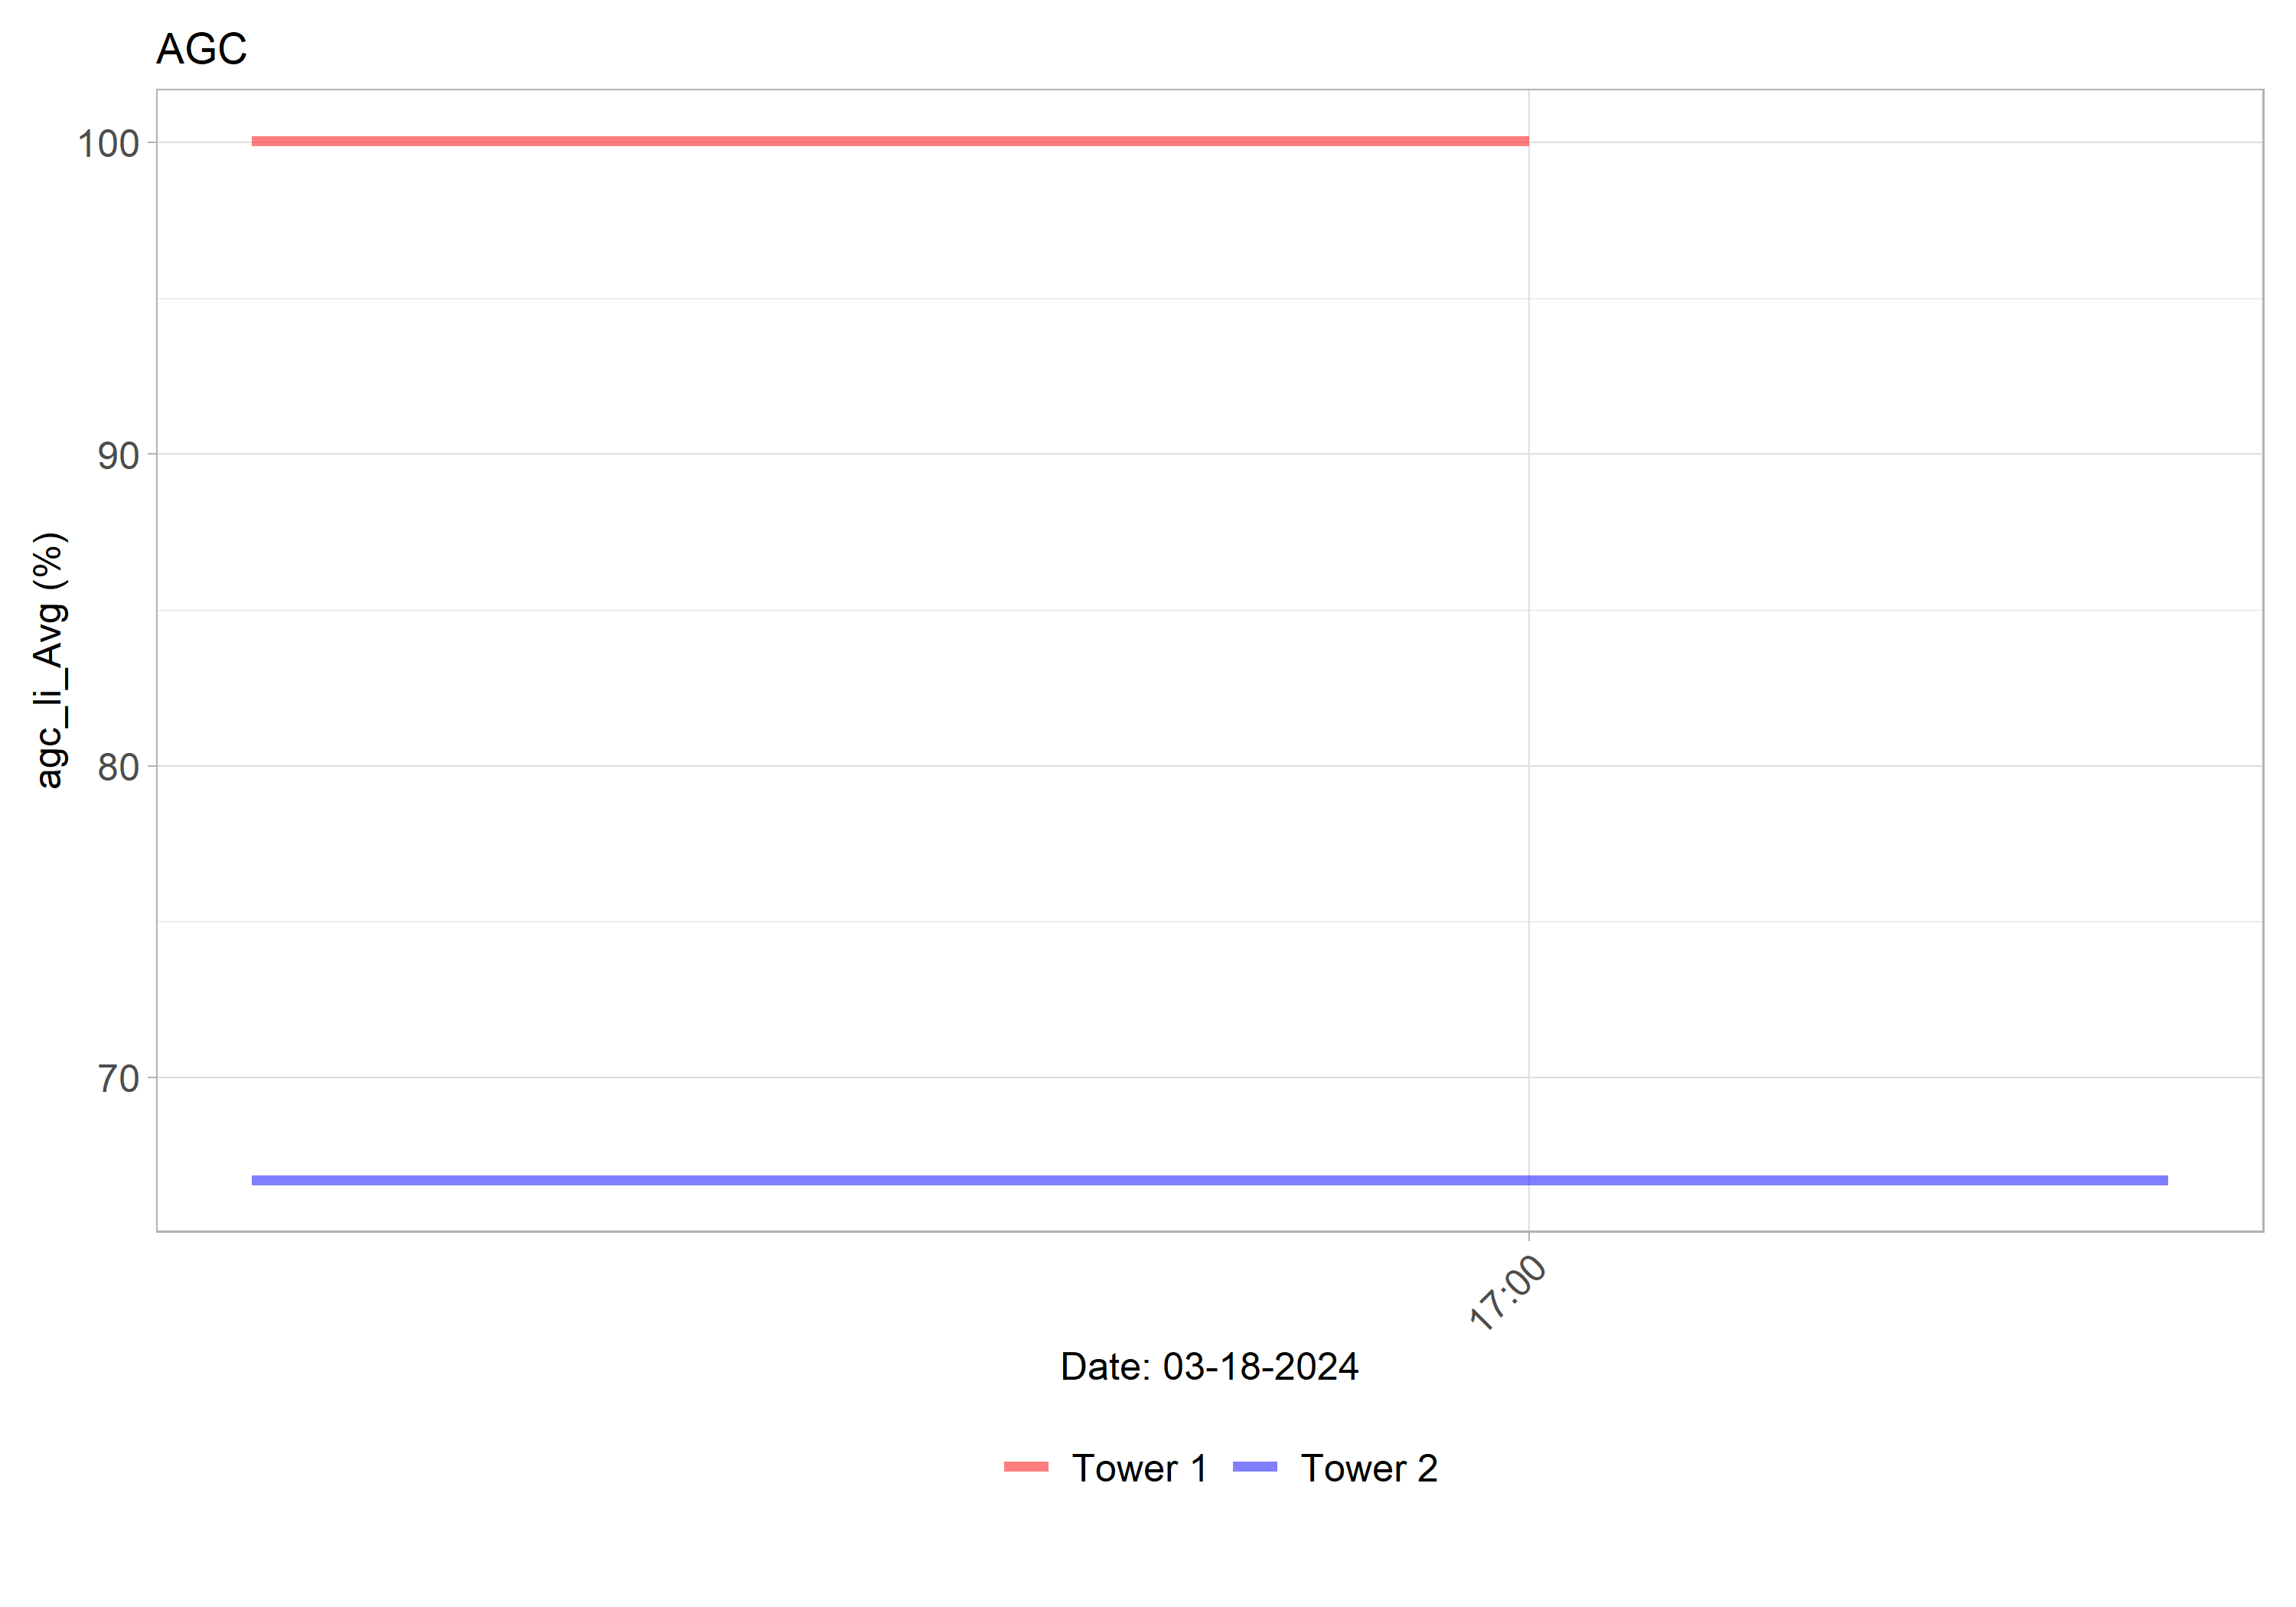 AGC
agc_li_Avg (%)
100
90
80
70
17:00
Date: 03-18-2024
Tower 1 Tower 2